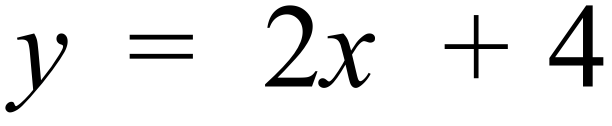 y = 2x + 4